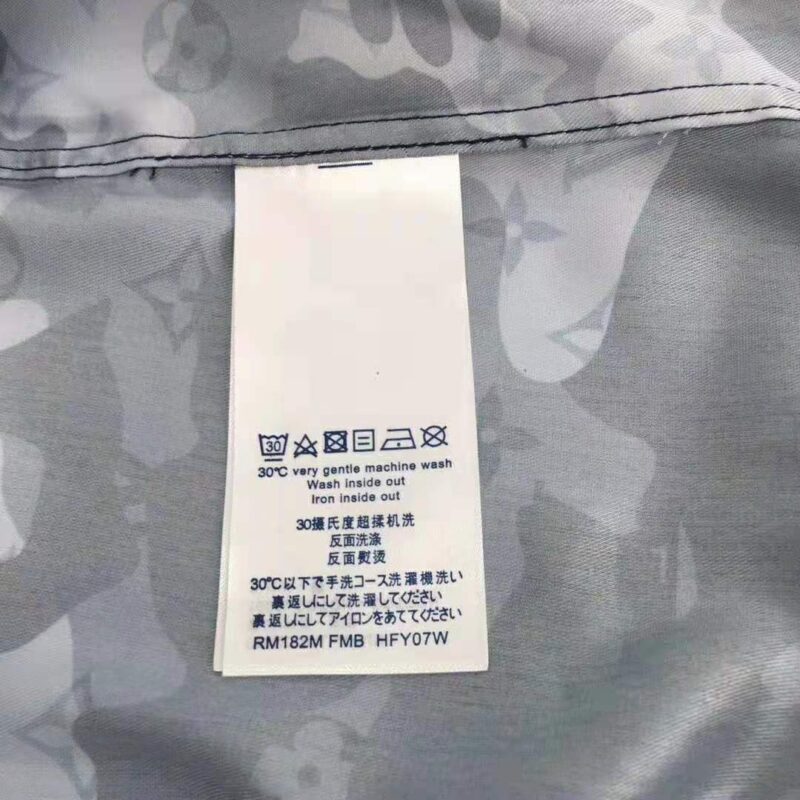 30
30℃ very gentle machine wash
Wash inside out
Iron inside out
30摄氏度超揉机洗
反面洗涤
反面熨烫
30℃以下で手洗コース洗濯機洗い
裏返しにして洗濯してください
裏返しにしてアイロンをあててください
RM182M FMB HFY07W